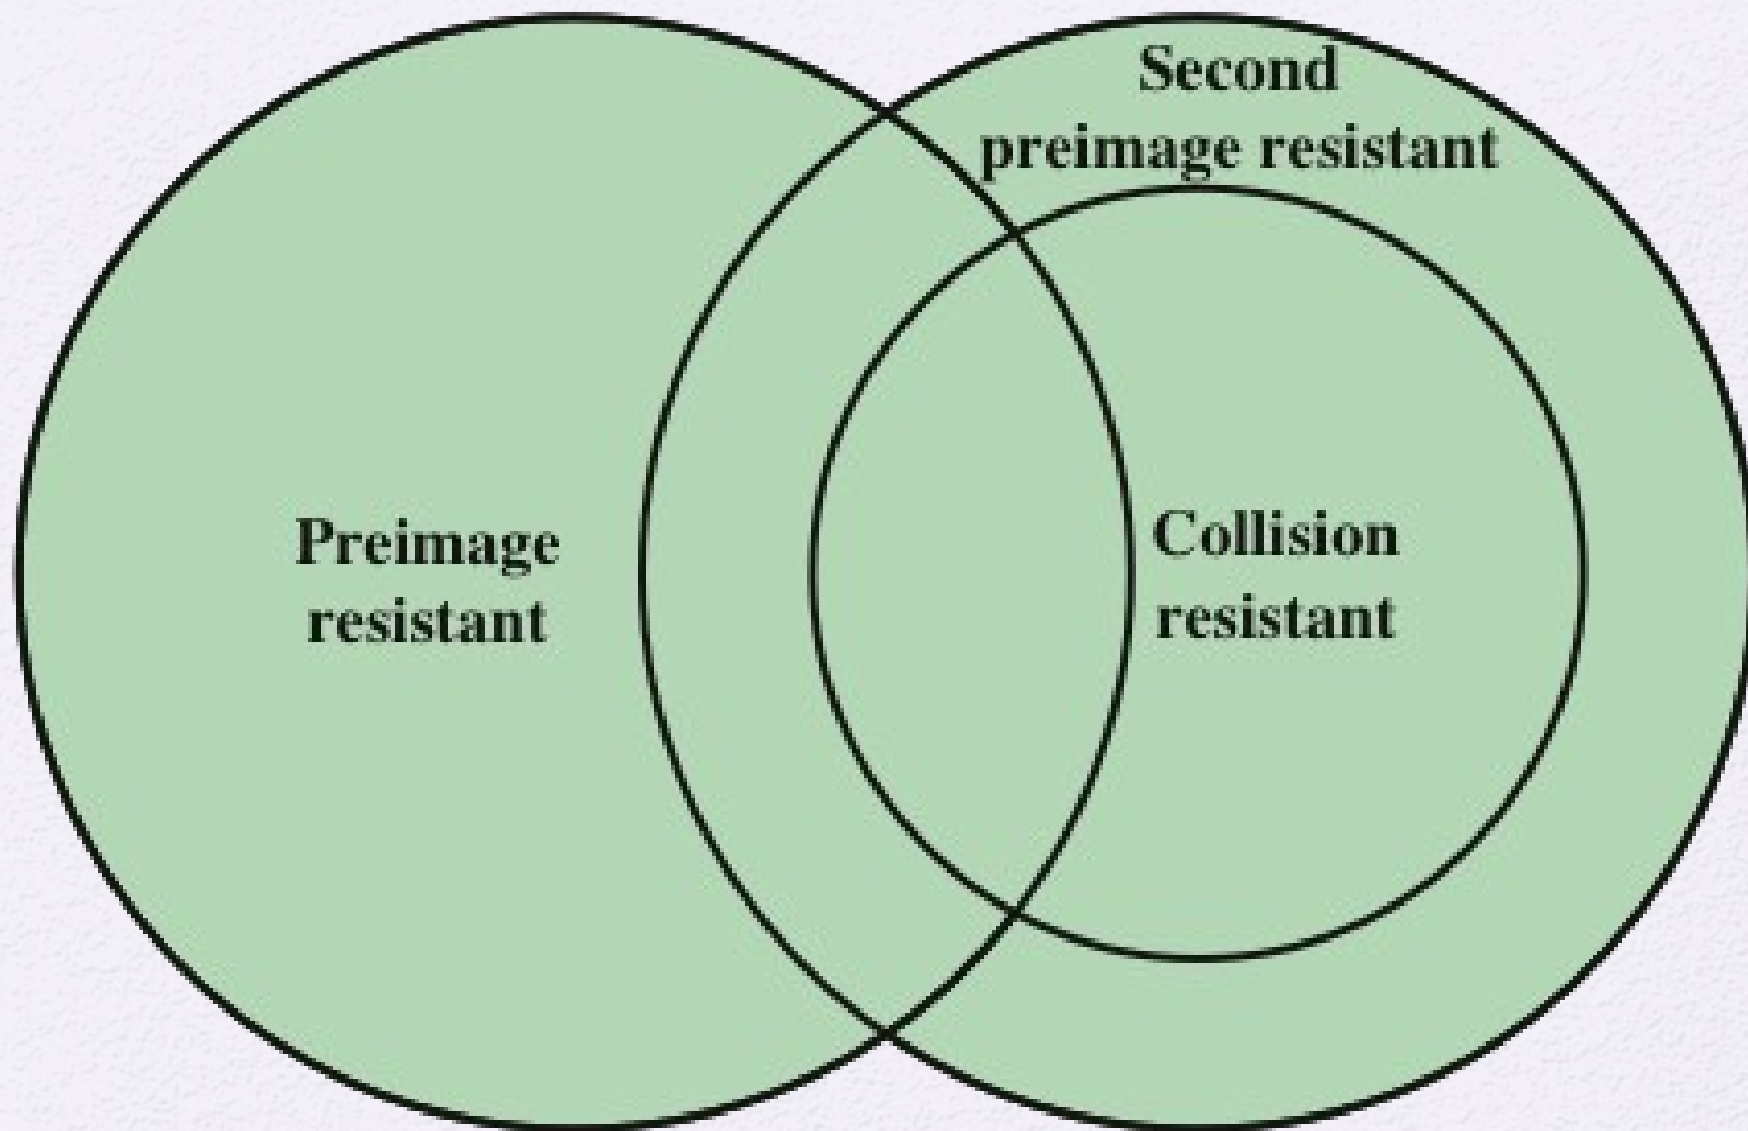 Second
preimage resistant
Preimage
resistant
Collision
resistant